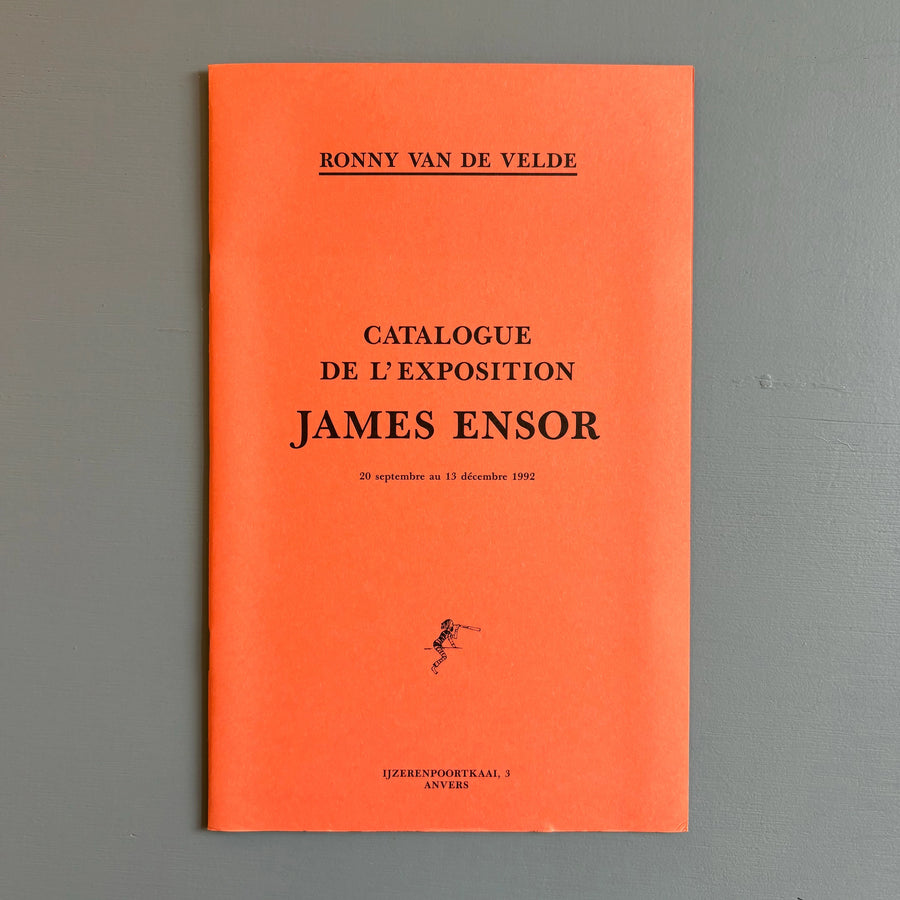 RONNY VAN DE VELDE
CATALOGUE
DE L'EXPOSITION
JAMES ENSOR
20 septembre au 13 décembre 1992
IJZERENPOORTKAAI, 3
ANVERS